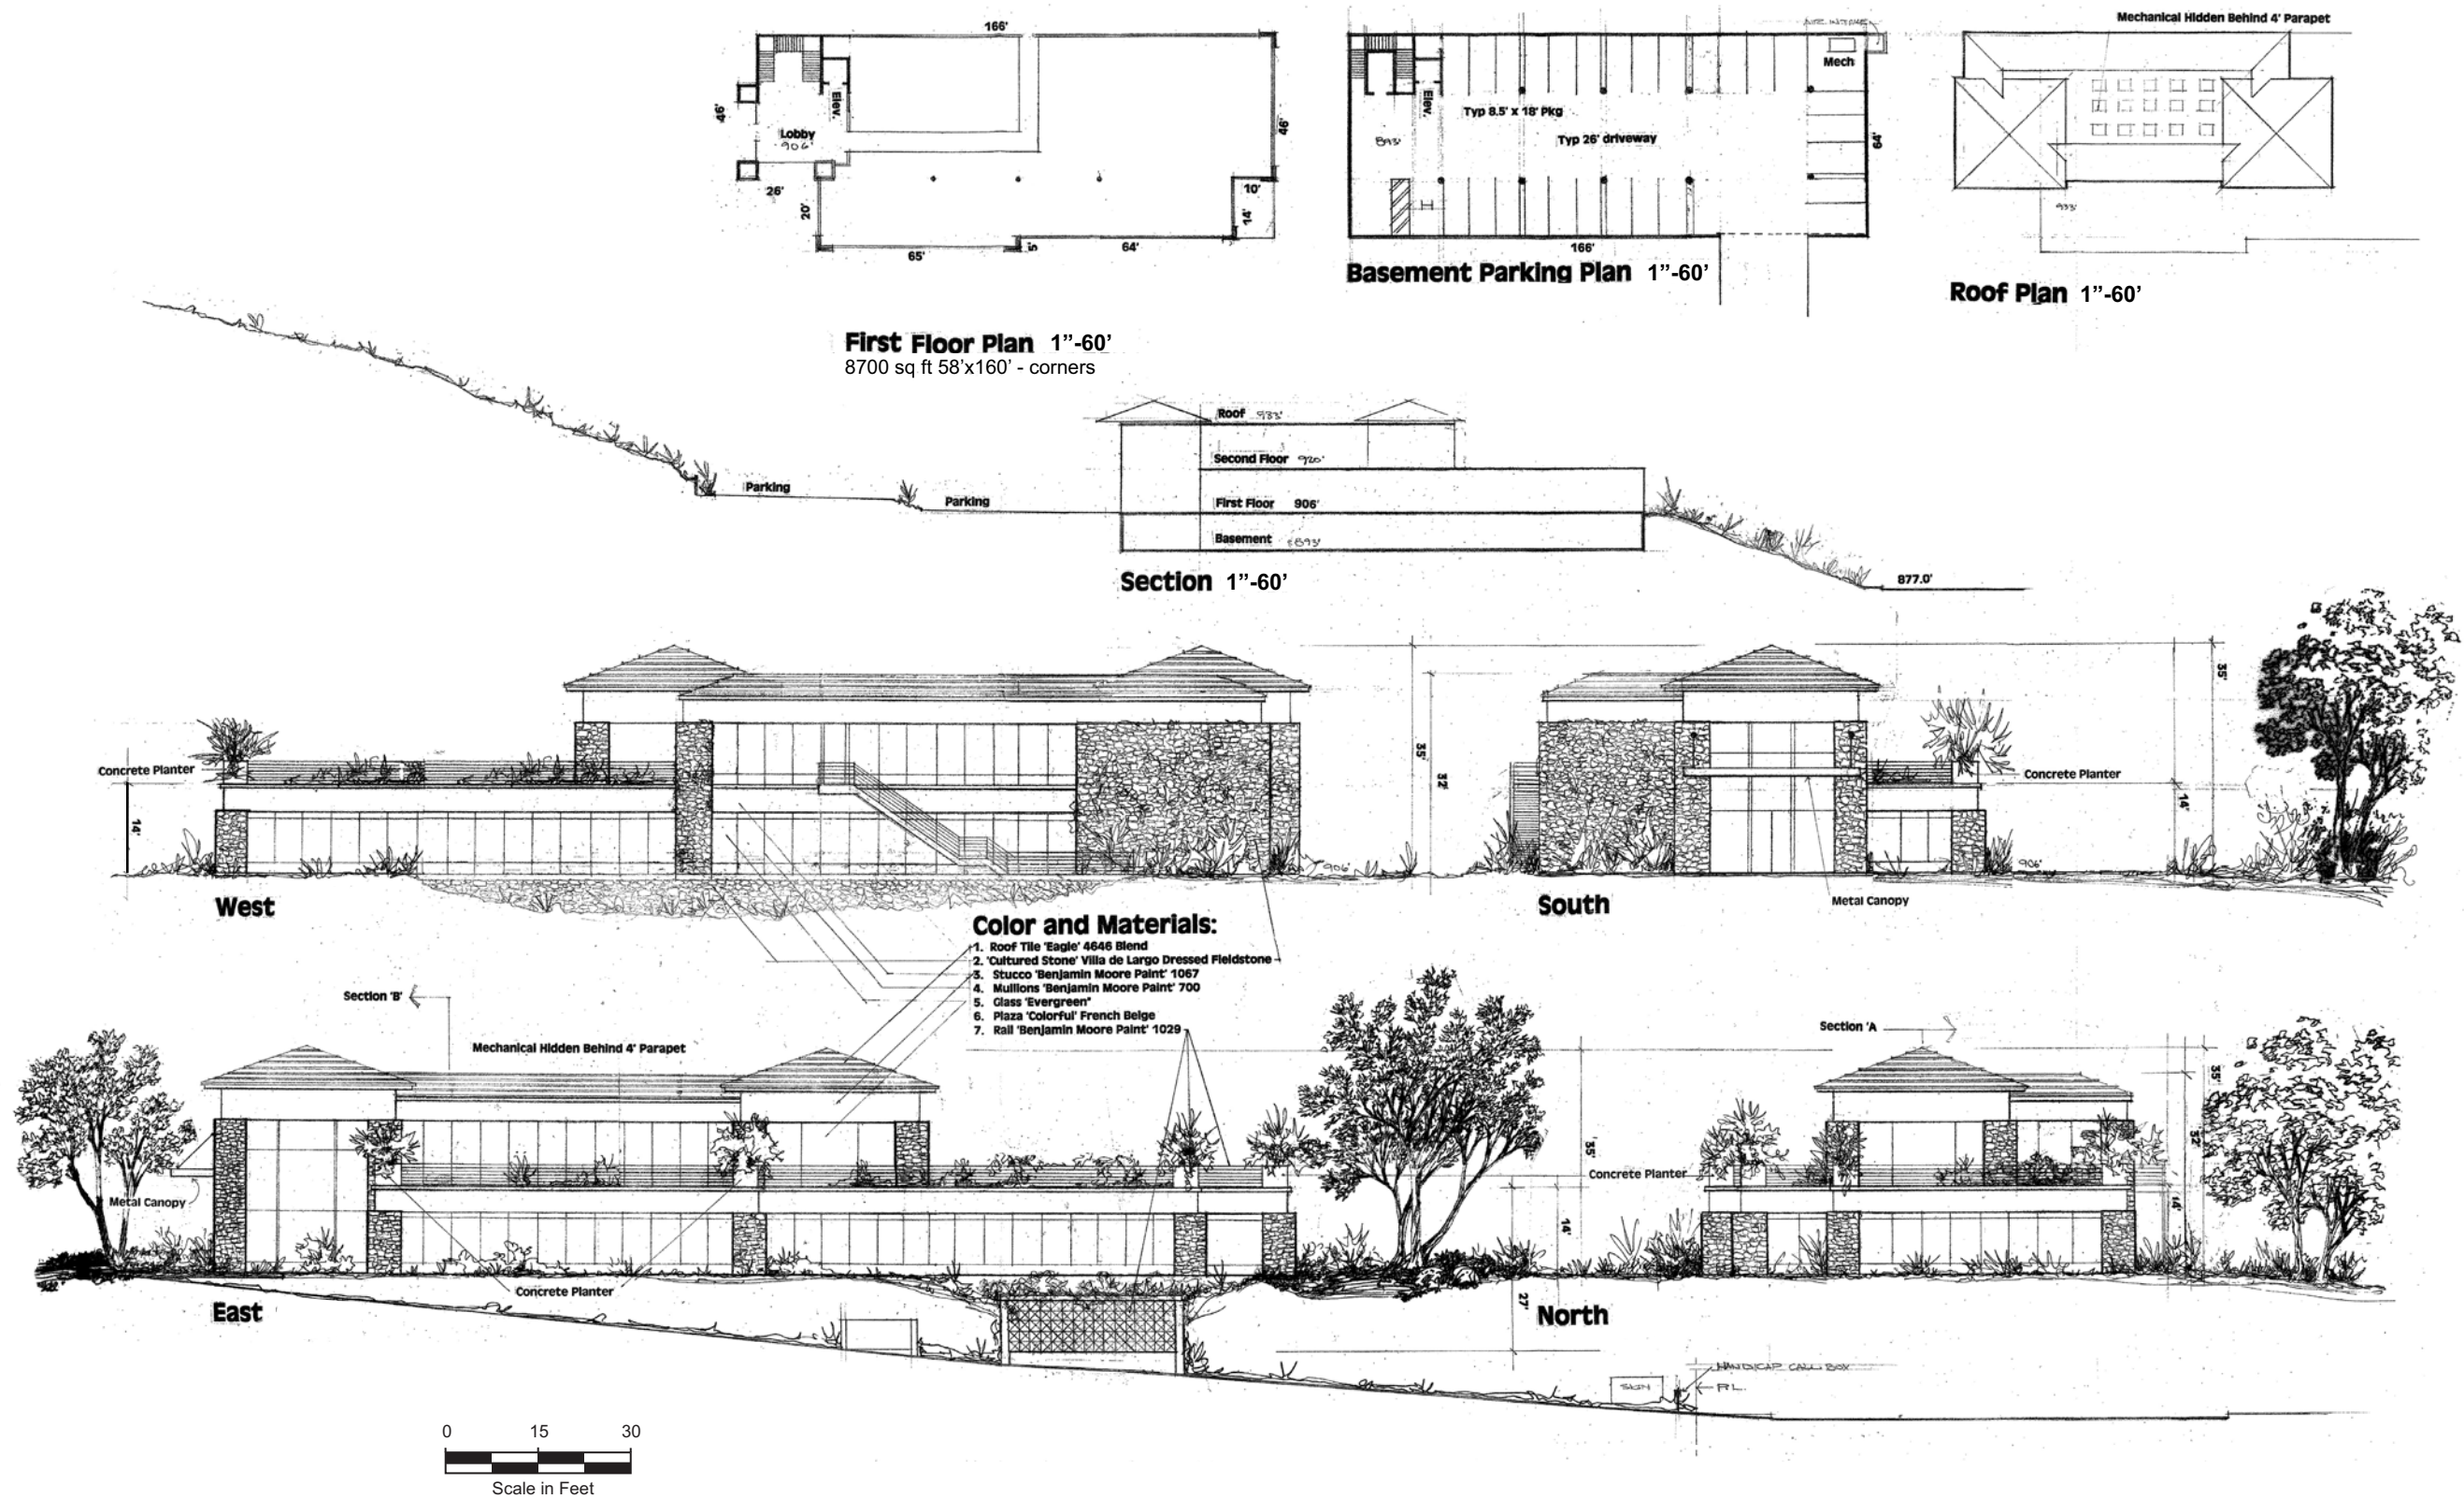 166'
46'
Elev.
Lobby
906'
46'
26'
20'
10'
14'
65'
64'
First Floor Plan 1”-60’
8700 sq ft 58’x160’ - corners
Mech
Elev.
Typ 8.5' x 18' Pkg
893'
Typ 26' driveway
64'
H
166'
Basement Parking Plan 1”-60’
Mechanical Hidden Behind 4' Parapet
933'
Roof Plan 1”-60’
Roof 933'
Second Floor 920'
Parking
Parking
First Floor 906'
Basement 893'
877.0'
Section 1”-60’
Concrete Planter
14'
35'
32'
906'
West
Concrete Planter
35'
14'
906'
Metal Canopy
South
Color and Materials:
1. Roof Tile 'Eagle' 4646 Blend
2. 'Cultured Stone' Villa de Largo Dressed Fieldstone
3. Stucco 'Benjamin Moore Paint' 1067
4. Mullions 'Benjamin Moore Paint' 700
5. Glass 'Evergreen"
6. Plaza 'Colorful' French Beige
7. Rail 'Benjamin Moore Paint' 1029
Section 'B'
Mechanical Hidden Behind 4' Parapet
Metal Canopy
Concrete Planter
East
35'
14'
27'
Section 'A
Concrete Planter
35'
32'
14'
North
HANDICAP CALL BOX
SIGN
PL
0 15 30
Scale in Feet